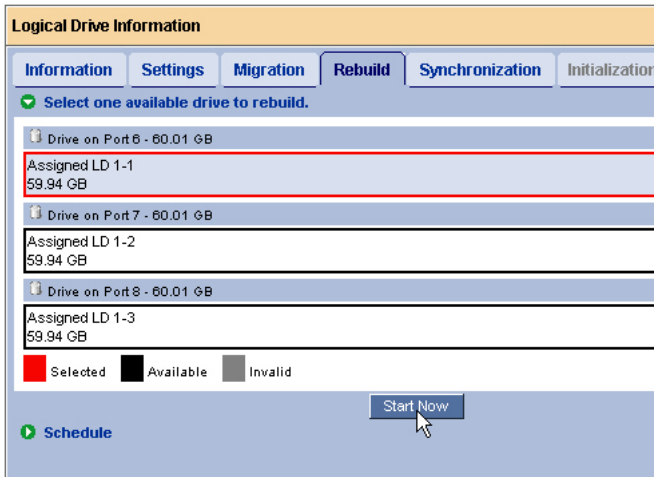 Logical Drive Information
Information Settings Migration Rebuild Synchronization Initialization
Select one available drive to rebuild.
Drive on Port 6 - 60.01 GB
Assigned LD 1-1
59.94 GB
Drive on Port 7 - 60.01 GB
Assigned LD 1-2
59.94 GB
Drive on Port 8 - 60.01 GB
Assigned LD 1-3
59.94 GB
Selected Available Invalid
Start Now
Schedule